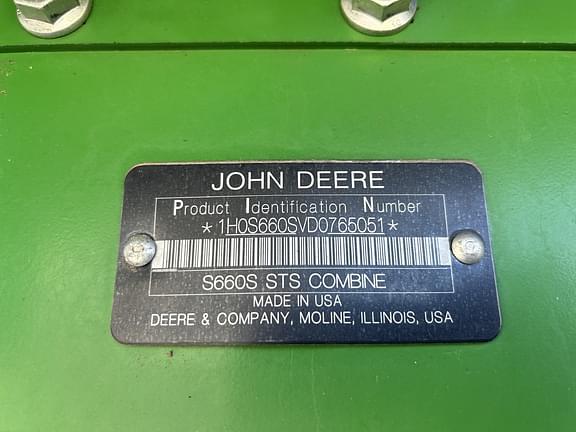 JOHN DEERE
Product Identification Number
*1H0S660SVD0765051*
S660S STS COMBINE
MADE IN USA
DEERE & COMPANY, MOLINE, ILLINOIS, USA